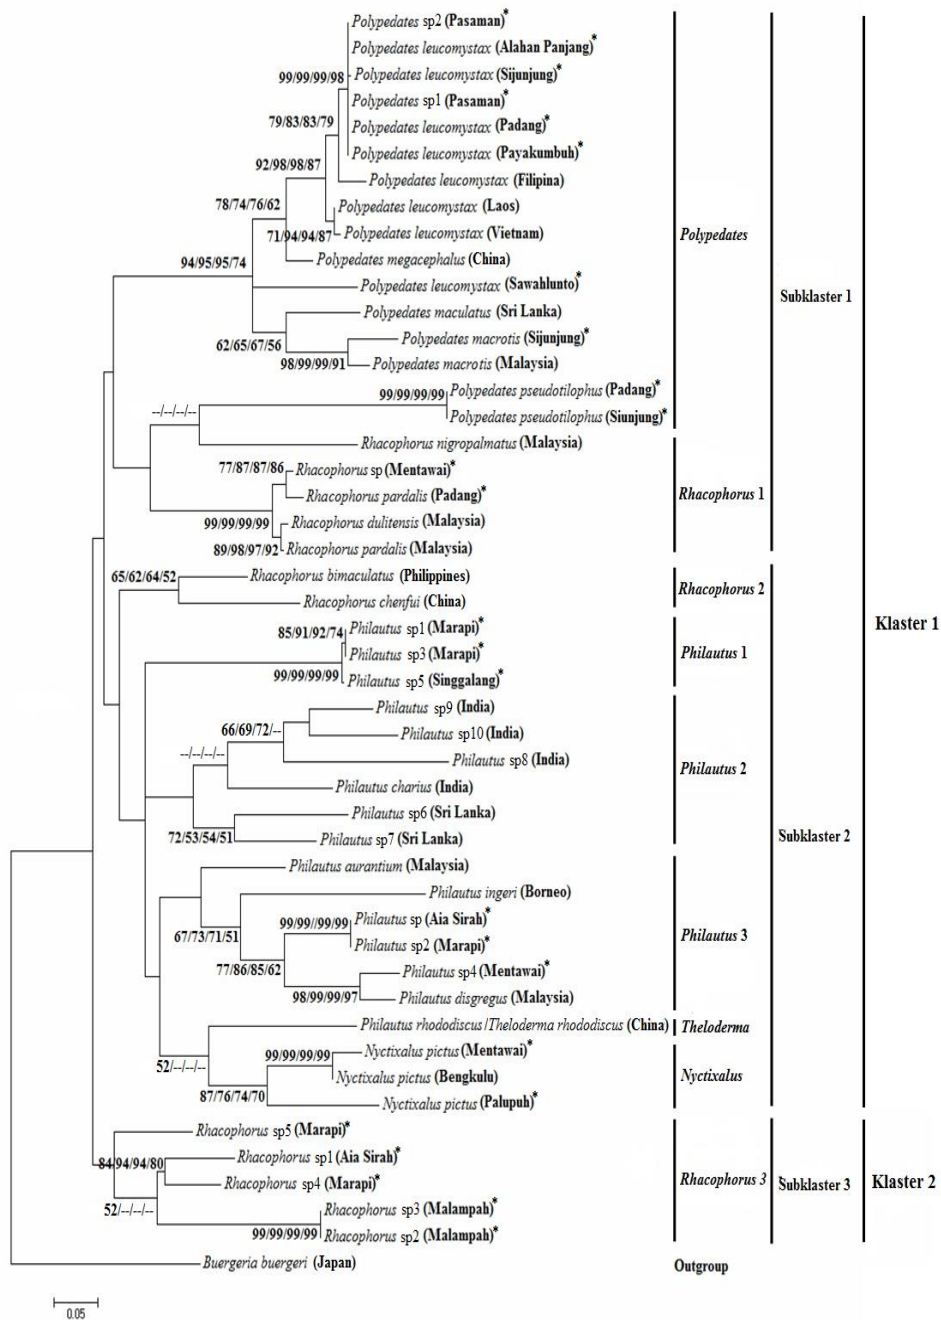 Polypedates sp2 (Pasaman)*
Polypedates leucomystax (Alahan Panjang)*
99/99/99/98
Polypedates leucomystax (Sijunjung)*
Polypedates sp1 (Pasaman)*
79/83/83/79
Polypedates leucomystax (Padang)*
Polypedates leucomystax (Payakumbuh)*
92/98/98/87
Polypedates leucomystax (Filipina)
78/74/76/62
Polypedates leucomystax (Laos)
71/94/94/87
Polypedates leucomystax (Vietnam)
Polypedates
Polypedates megacephalus (China)
94/95/95/74
Polypedates leucomystax (Sawahlunto)*
Subklaster 1
Polypedates maculatus (Sri Lanka)
Polypedates macrotis (Sijunjung)*
62/65/67/56
98/99/99/91
Polypedates macrotis (Malaysia)
Polypedates pseudotilophus (Padang)*
99/99/99/99
--/--/--/--
Polypedates pseudotilophus (Siunjung)*
Rhacophorus nigropalmatus (Malaysia)
77/87/87/86
Rhacophorus sp (Mentawai)*
Rhacophorus pardalis (Padang)*
Rhacophorus 1
99/99/99/99
Rhacophorus dulitensis (Malaysia)
89/98/97/92
Rhacophorus pardalis (Malaysia)
65/62/64/52
Rhacophorus bimaculatus (Philippines)
Rhacophorus 2
Rhacophorus chenfui (China)
Klaster 1
85/91/92/74
Philautus sp1 (Marapi)*
Philautus sp3 (Marapi)*
Philautus 1
99/99/99/99
Philautus sp5 (Singgalang)*
Philautus sp9 (India)
66/69/72/--
Philautus sp10 (India)
--/--/--/--
Philautus sp8 (India)
Philautus 2
Philautus charius (India)
Philautus sp6 (Sri Lanka)
72/53/54/51
Philautus sp7 (Sri Lanka)
Subklaster 2
Philautus aurantium (Malaysia)
Philautus ingeri (Borneo)
99/99//99/99
Philautus sp (Aia Sirah)*
67/73/71/51
Philautus sp2 (Marapi)*
Philautus 3
77/86/85/62
Philautus sp4 (Mentawai)*
98/99/99/97
Philautus disgregus (Malaysia)
Philautus rhododiscus/Theloderma rhododiscus (China)
Theloderma
99/99/99/99
Nyctixalus pictus (Mentawai)*
52/--/--/--
Nyctixalus pictus (Bengkulu)
Nyctixalus
87/76/74/70
Nyctixalus pictus (Palupuh)*
Rhacophorus sp5 (Marapi)*
84/94/94/80
Rhacophorus sp1 (Aia Sirah)*
Rhacophorus sp4 (Marapi)*
Rhacophorus 3
Subklaster 3
Klaster 2
52/--/--/--
Rhacophorus sp3 (Malampah)*
99/99/99/99
Rhacophorus sp2 (Malampah)*
Buergeria buergeri (Japan)
Outgroup
0.05